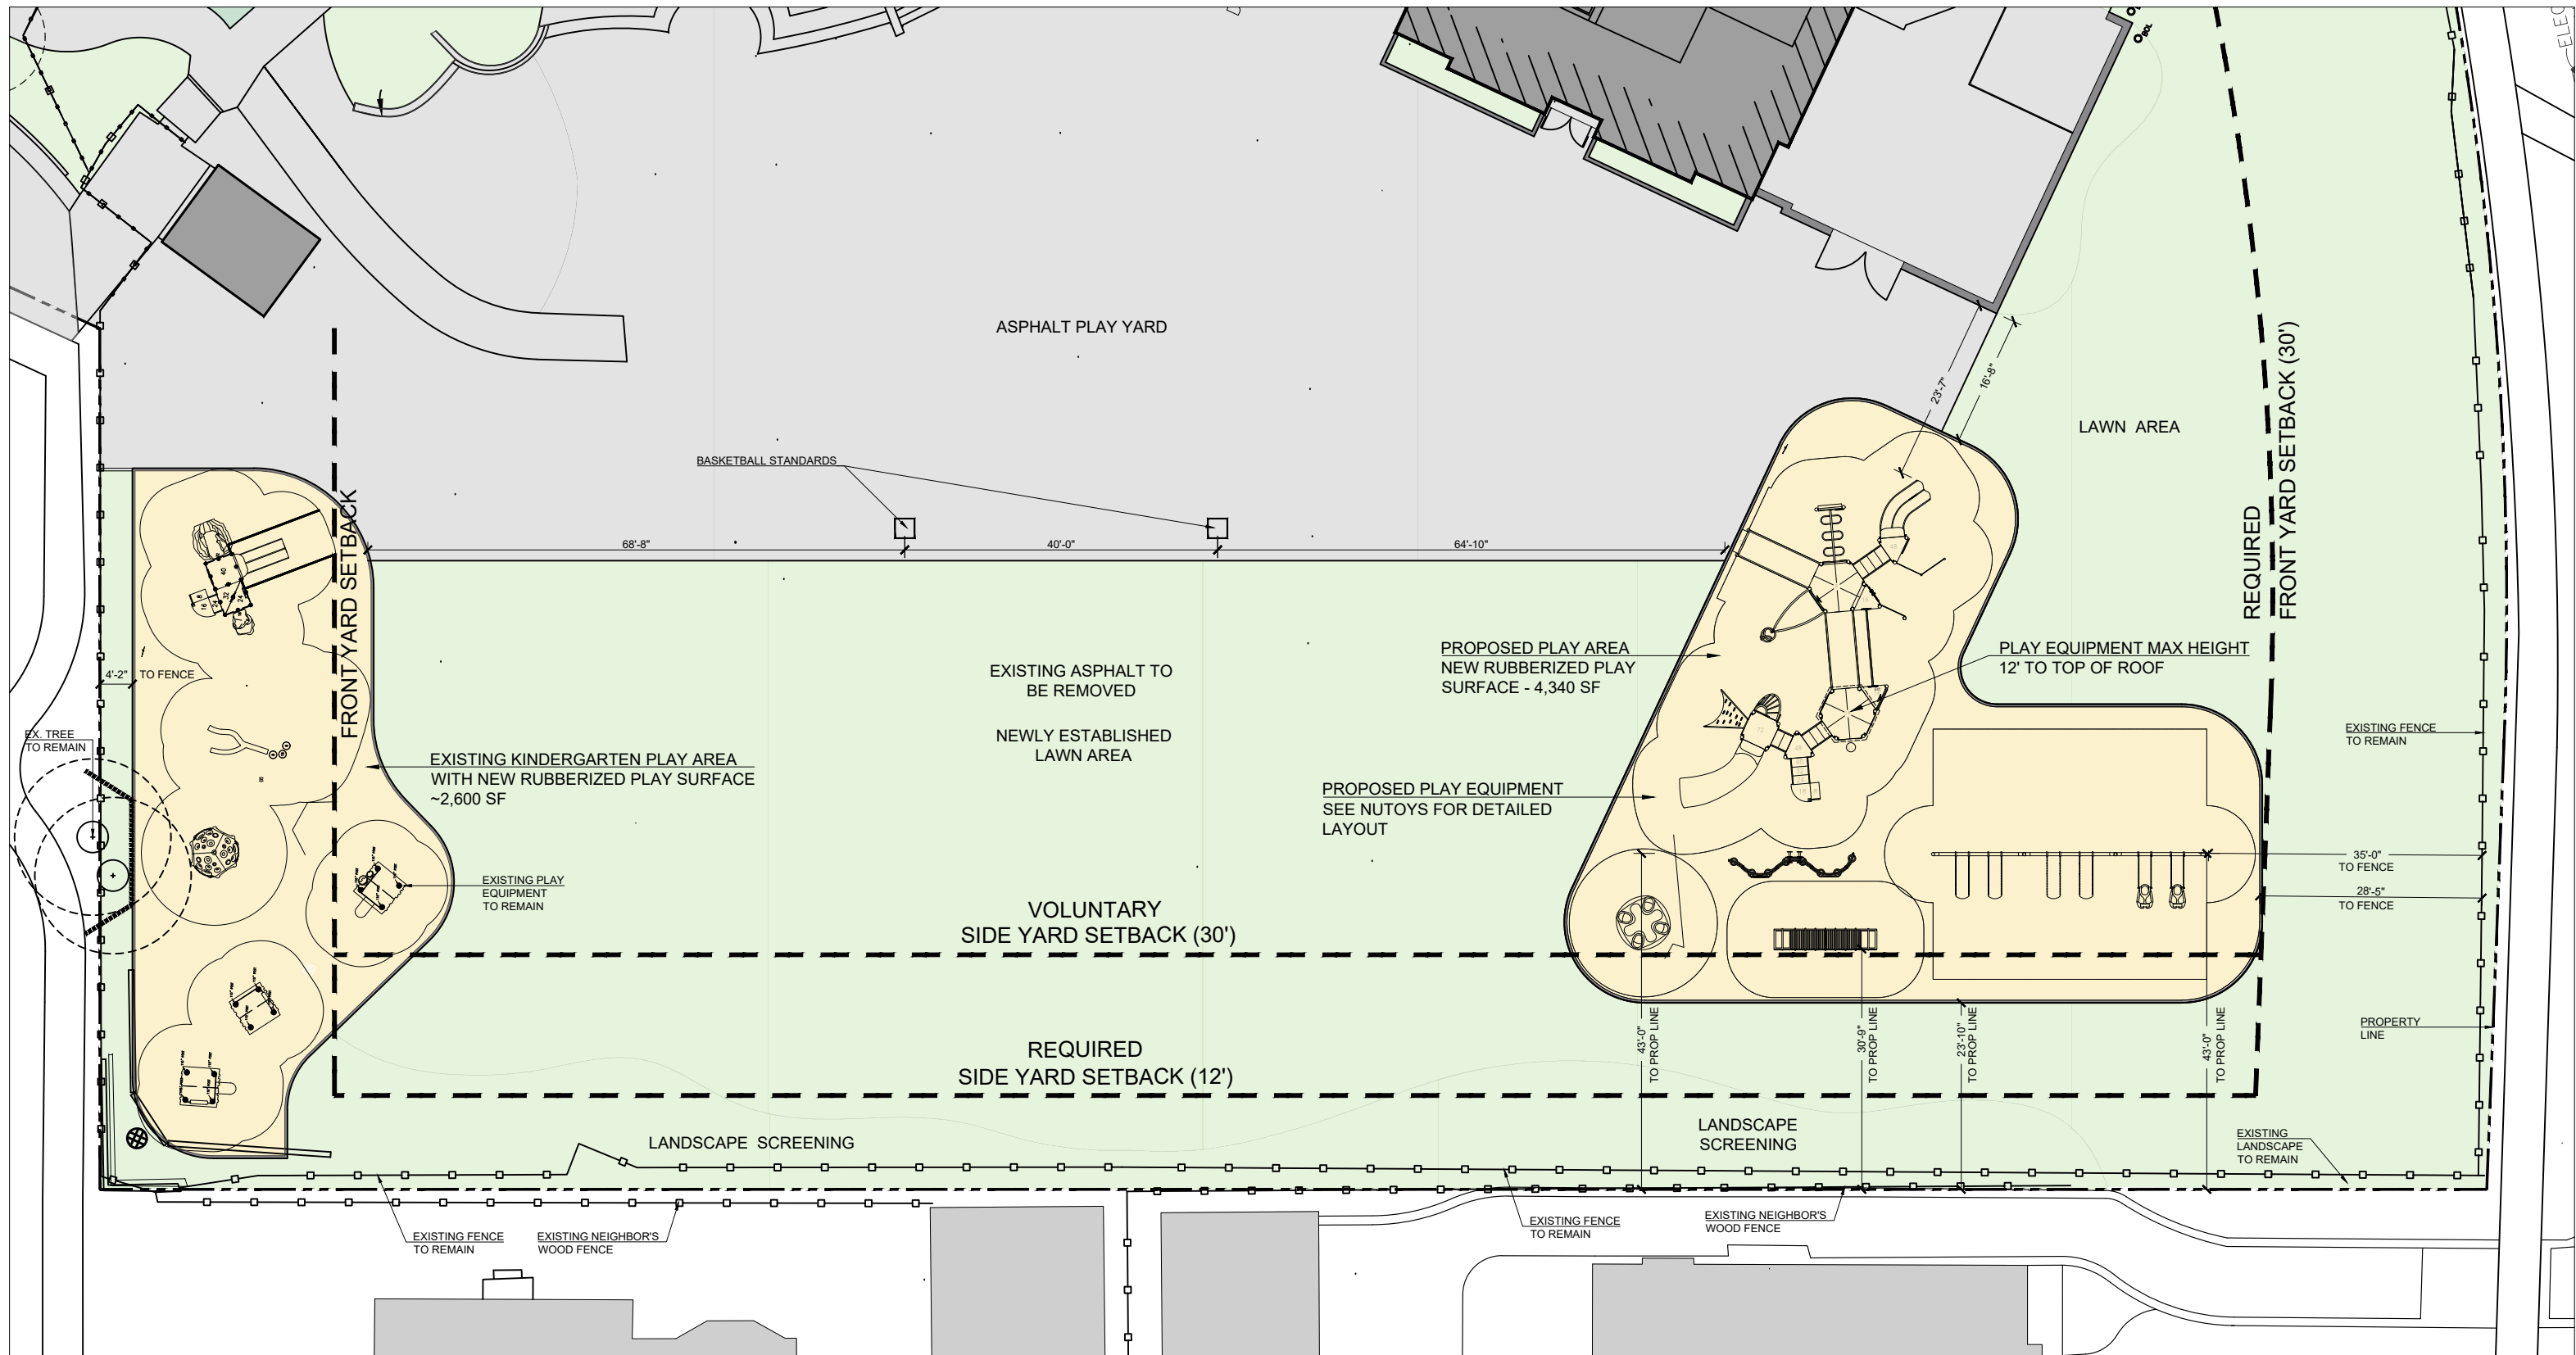 BOL
ELEC
ASPHALT PLAY YARD
23'-7"
16'-8"
LAWN AREA
REQUIRED
FRONT YARD SETBACK (30')
BASKETBALL STANDARDS
68'-8"
40'-0"
64'-10"
FRONT YARD SETBACK
40
32
24
24
8
16
4'-2"
TO FENCE
EX. TREE
TO REMAIN
EXISTING KINDERGARTEN PLAY AREA
WITH NEW RUBBERIZED PLAY SURFACE
~2,600 SF
EXISTING PLAY
EQUIPMENT
TO REMAIN
EXISTING ASPHALT TO
BE REMOVED
NEWLY ESTABLISHED
LAWN AREA
PROPOSED PLAY AREA
NEW RUBBERIZED PLAY
SURFACE - 4,340 SF
PLAY EQUIPMENT MAX HEIGHT
12' TO TOP OF ROOF
PROPOSED PLAY EQUIPMENT
SEE NUTOYS FOR DETAILED
LAYOUT
EXISTING FENCE
TO REMAIN
35'-0"
TO FENCE
28'-5"
TO FENCE
VOLUNTARY
SIDE YARD SETBACK (30')
REQUIRED
SIDE YARD SETBACK (12')
43'-0"
TO PROP LINE
30'-9"
TO PROP LINE
23'-10"
TO PROP LINE
43'-0"
TO PROP LINE
PROPERTY
LINE
LANDSCAPE SCREENING
LANDSCAPE
SCREENING
EXISTING
LANDSCAPE
TO REMAIN
EXISTING FENCE
TO REMAIN
EXISTING NEIGHBOR'S
WOOD FENCE
EXISTING FENCE
TO REMAIN
EXISTING NEIGHBOR'S
WOOD FENCE